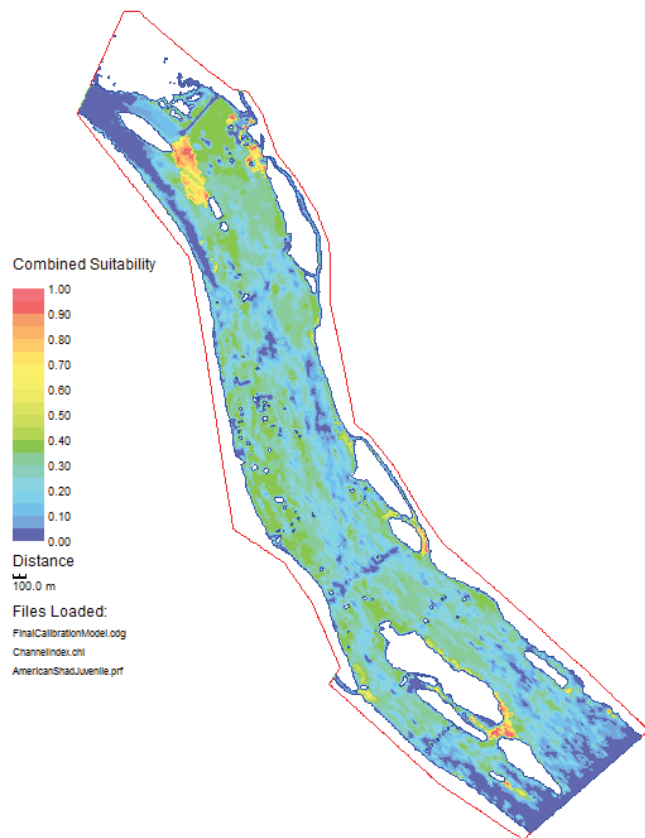 Combined Suitability
1.00
0.90
0.80
0.70
0.60
0.50
0.40
0.30
0.20
0.10
0.00
Distance
100.0 m
Files Loaded:
FinalCalibrationModel.cdg
ChannelIndex.chi
AmericanShadJuvenile.prf